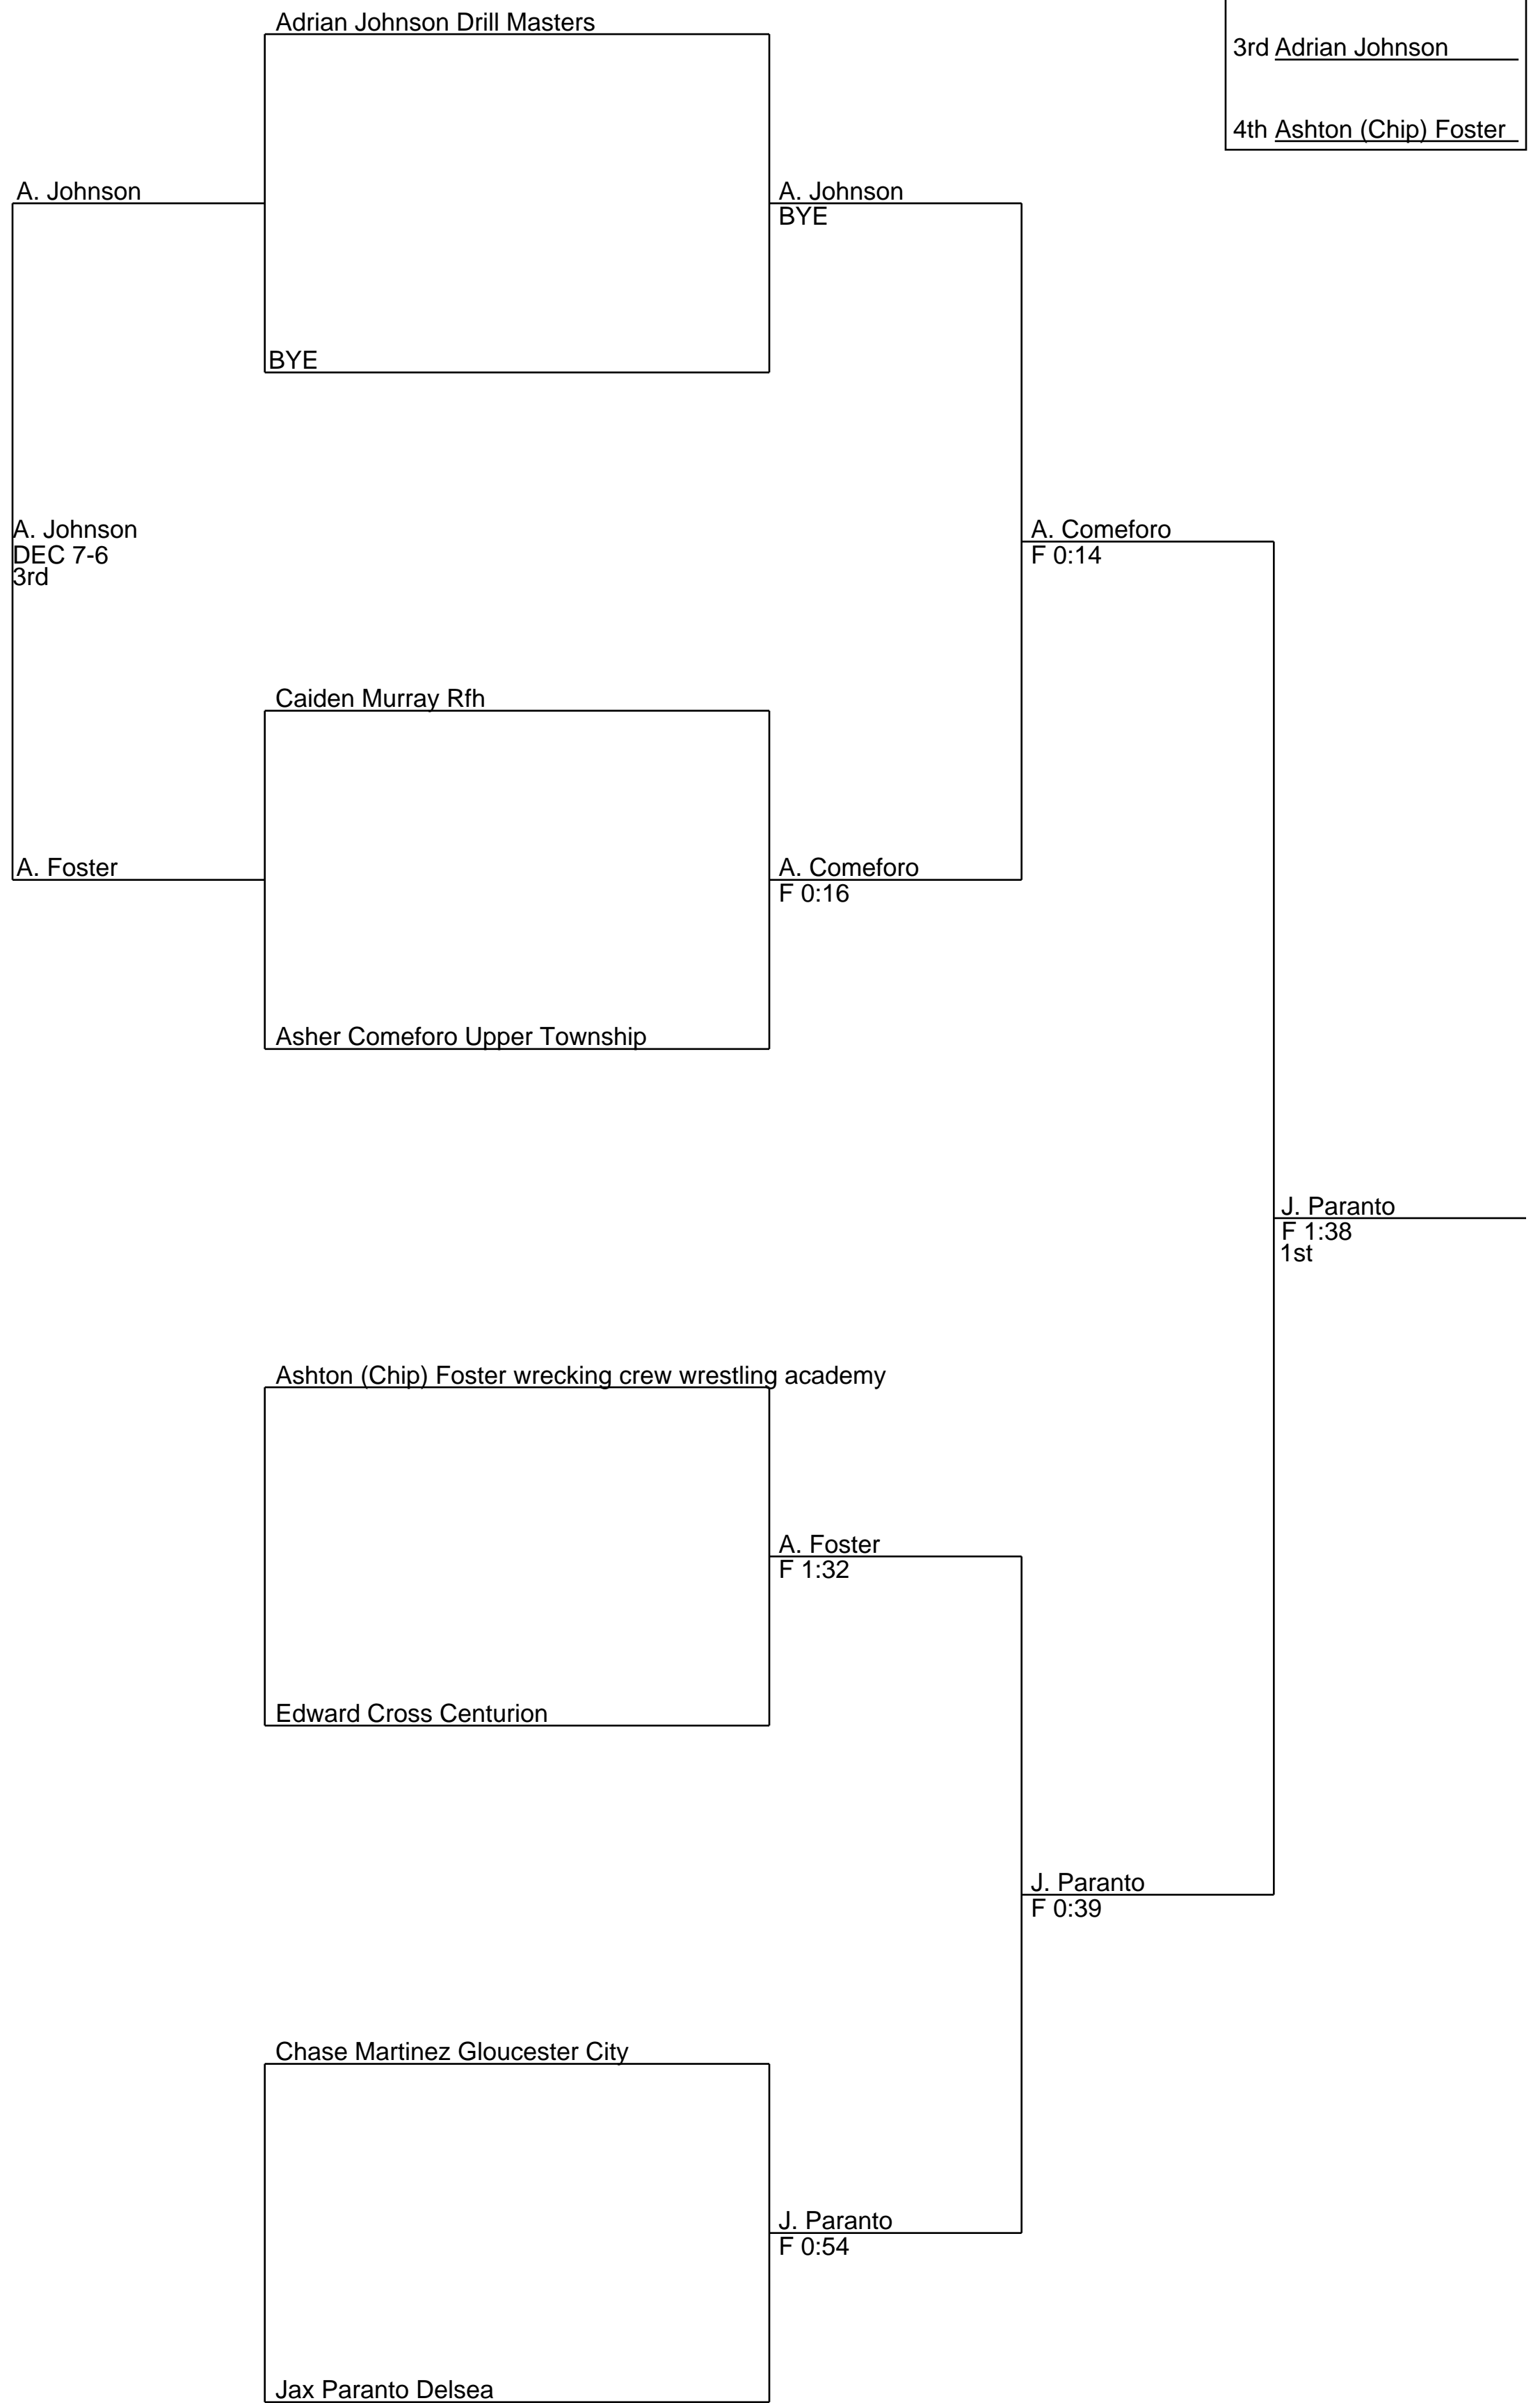 Adrian Johnson Drill Masters
3rd Adrian Johnson
4th Ashton (Chip) Foster
A. Johnson
A. Johnson
BYE
BYE
A. Johnson
DEC 7-6
3rd
A. Comeforo
F 0:14
Caiden Murray Rfh
A. Foster
A. Comeforo
F 0:16
Asher Comeforo Upper Township
J. Paranto
F 1:38
1st
Ashton (Chip) Foster wrecking crew wrestling academy
A. Foster
F 1:32
Edward Cross Centurion
J. Paranto
F 0:39
Chase Martinez Gloucester City
J. Paranto
F 0:54
Jax Paranto Delsea